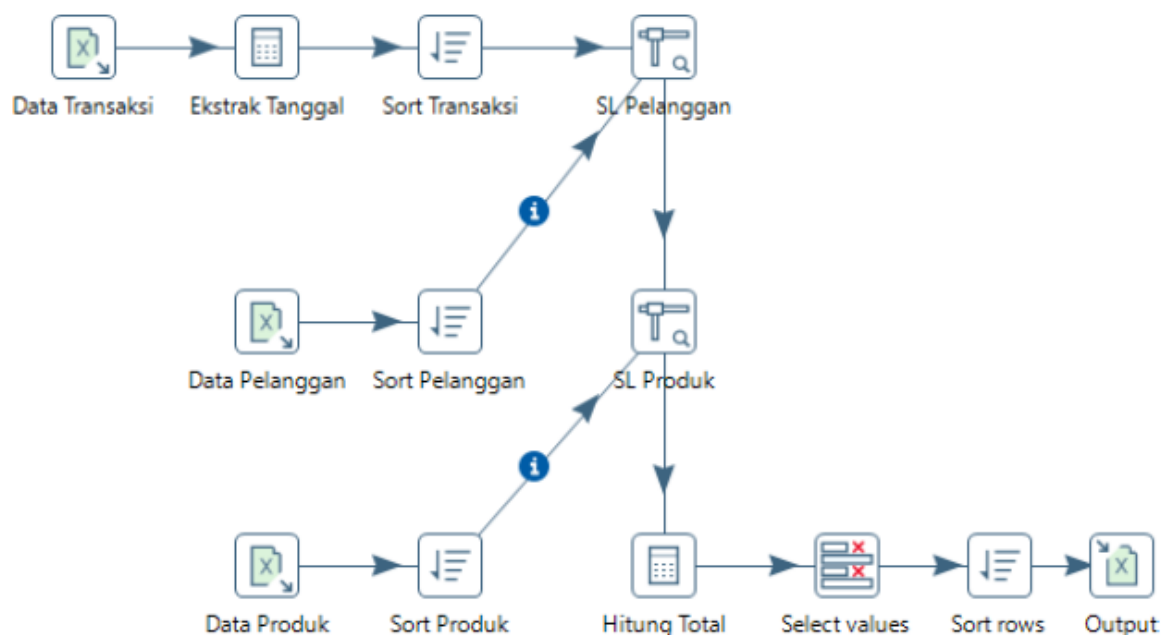 Data Transaksi
Ekstrak Tanggal
Sort Transaksi
SL Pelanggan
Data Pelanggan
Sort Pelanggan
SL Produk
Data Produk
Sort Produk
Hitung Total
Select values
Sort rows
Output